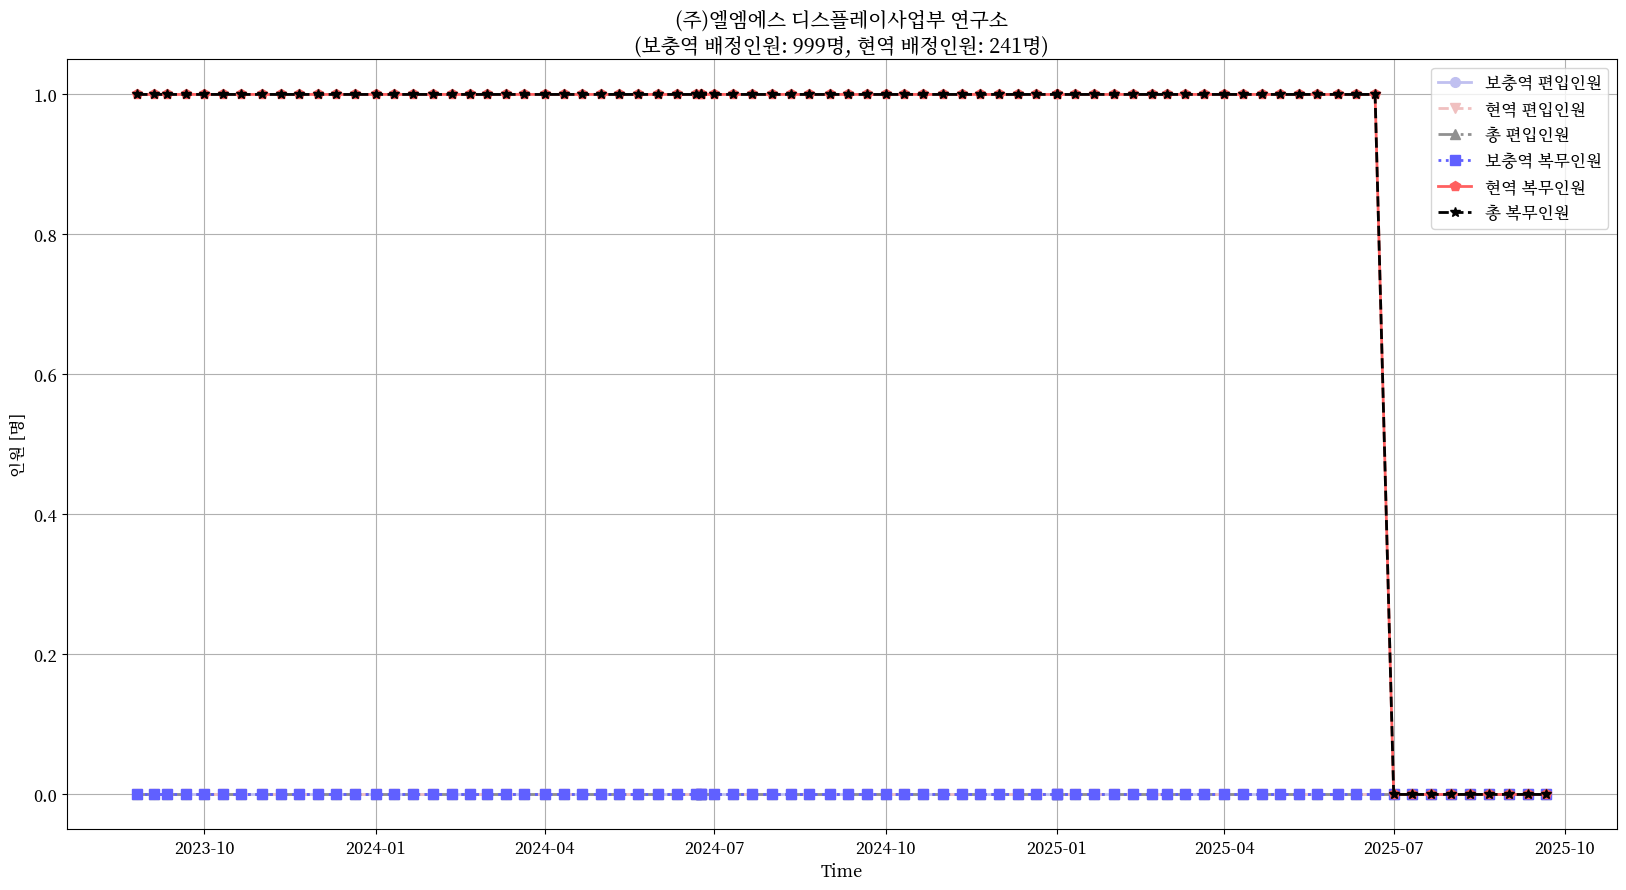 (주)엘엠에스 디스플레이사업부 연구소
(보충역 배정인원: 999명, 현역 배정인원: 241명)
보충역 편입인원
현역 편입인원
총 편입인원
보충역 복무인원
현역 복무인원
총 복무인원
인원 [명]
1.0
0.8
0.6
0.4
0.2
0.0
2023-10
2024-01
2024-04
2024-07
2024-10
2025-01
2025-04
2025-07
2025-10
Time